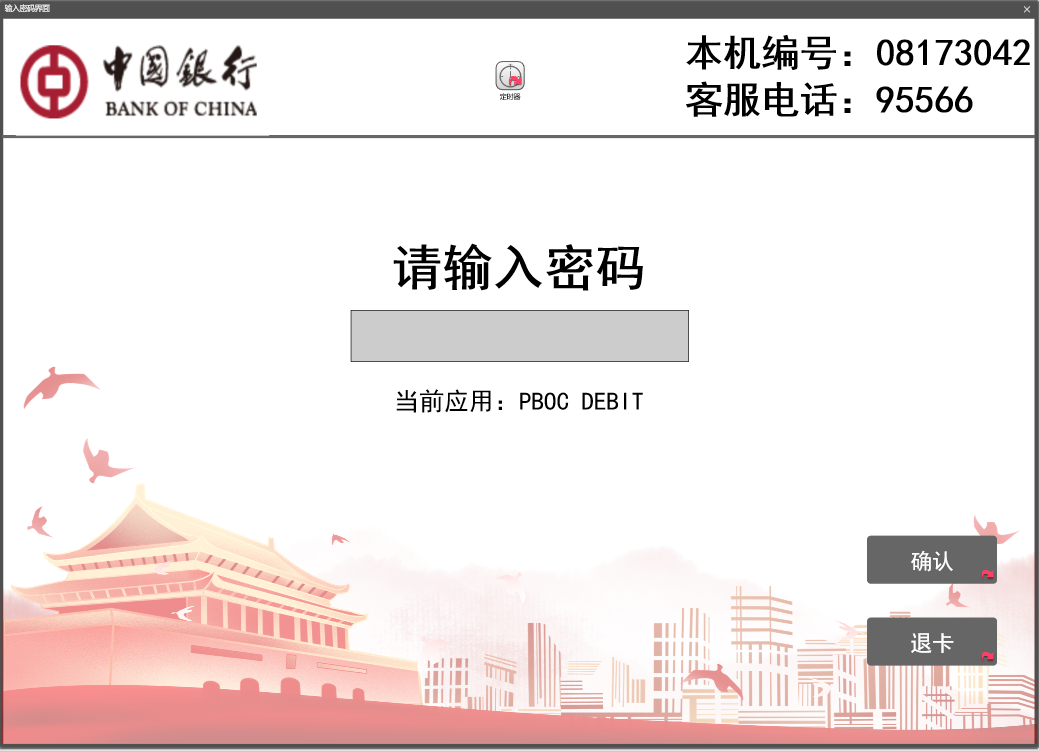 输入密码界面
中国銀行
BANK OF CHINA
定时器
本机编号：08173042
客服电话：95566
请输入密码
当前应用：PBOC DEBIT
确认
退卡